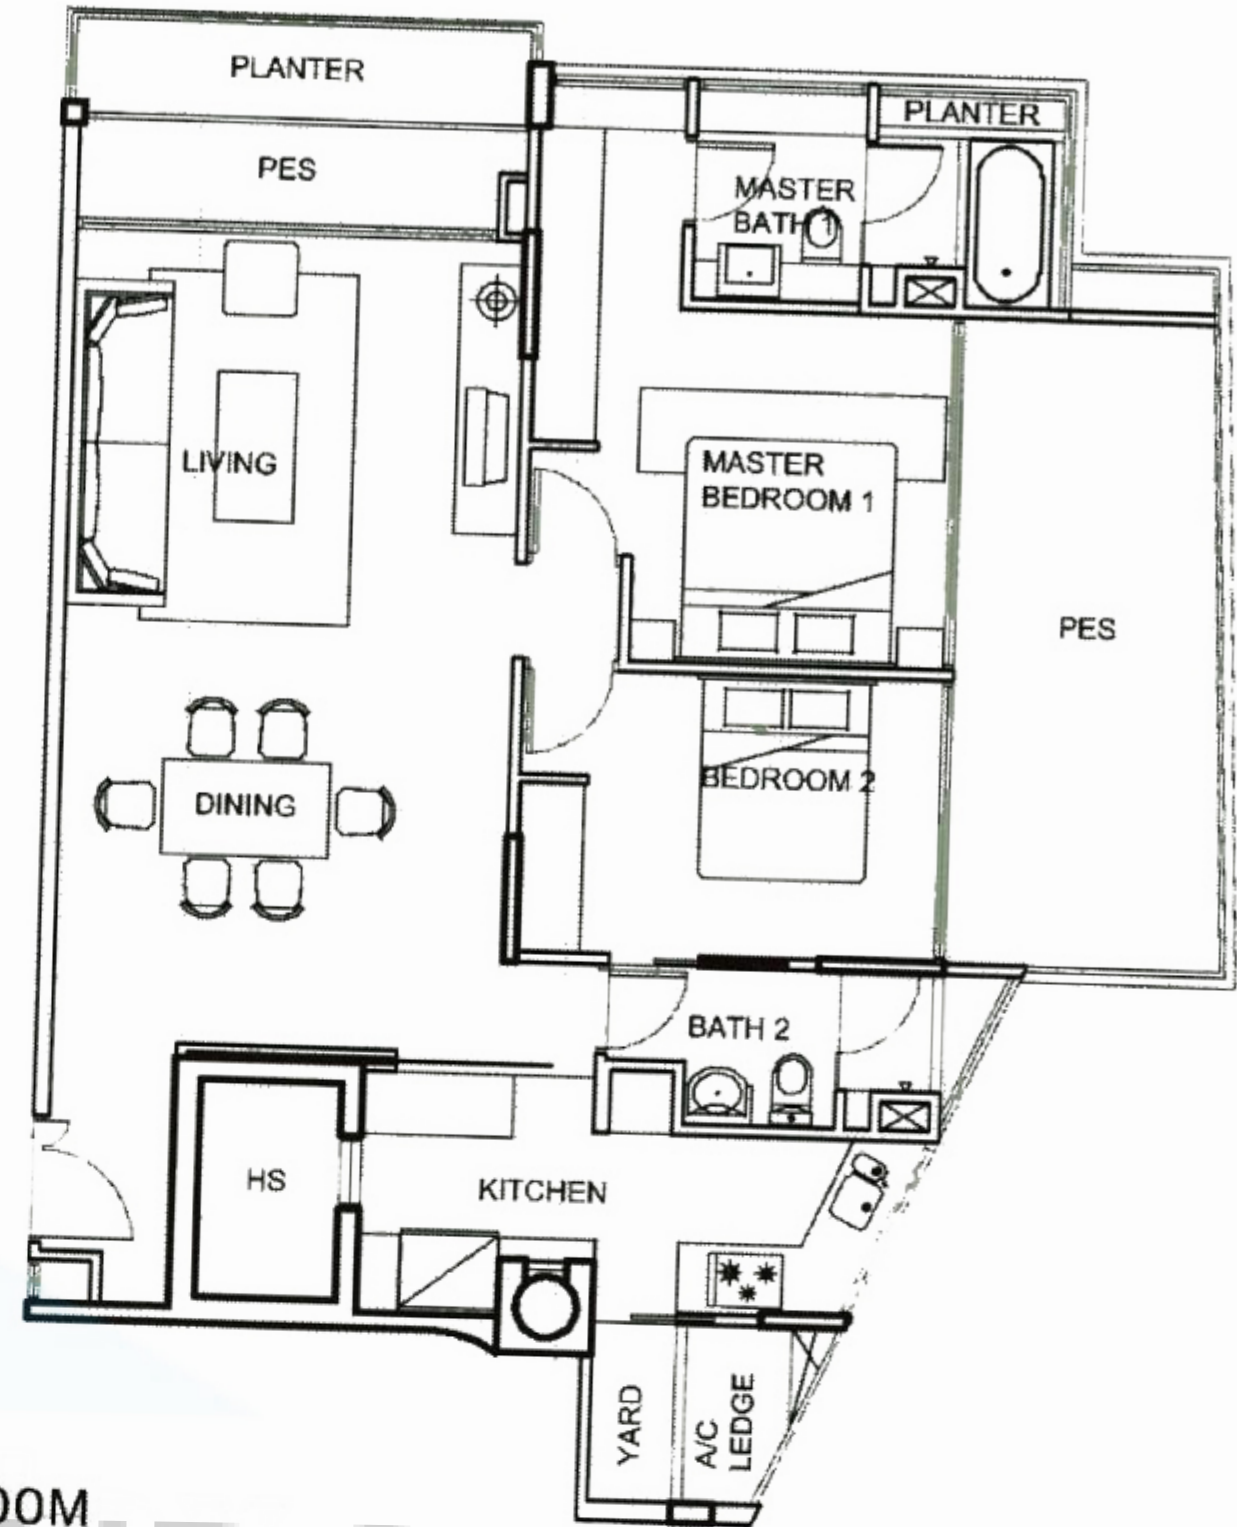 PLANTER
PLANTER
PES
MASTER
BATH 1
LIVING
MASTER
BEDROOM 1
PES
DINING
BEDROOM 2
BATH 2
HS
KITCHEN
YARD
A/C
LEDGE
OOM